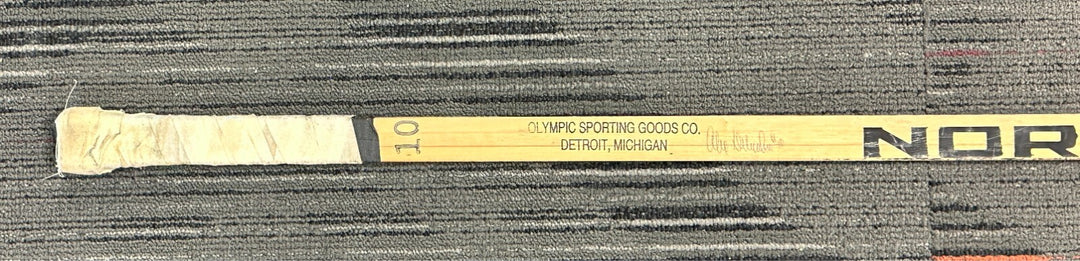 10
OLYMPIC SPORTING GOODS CO.
DETROIT, MICHIGAN
NOR